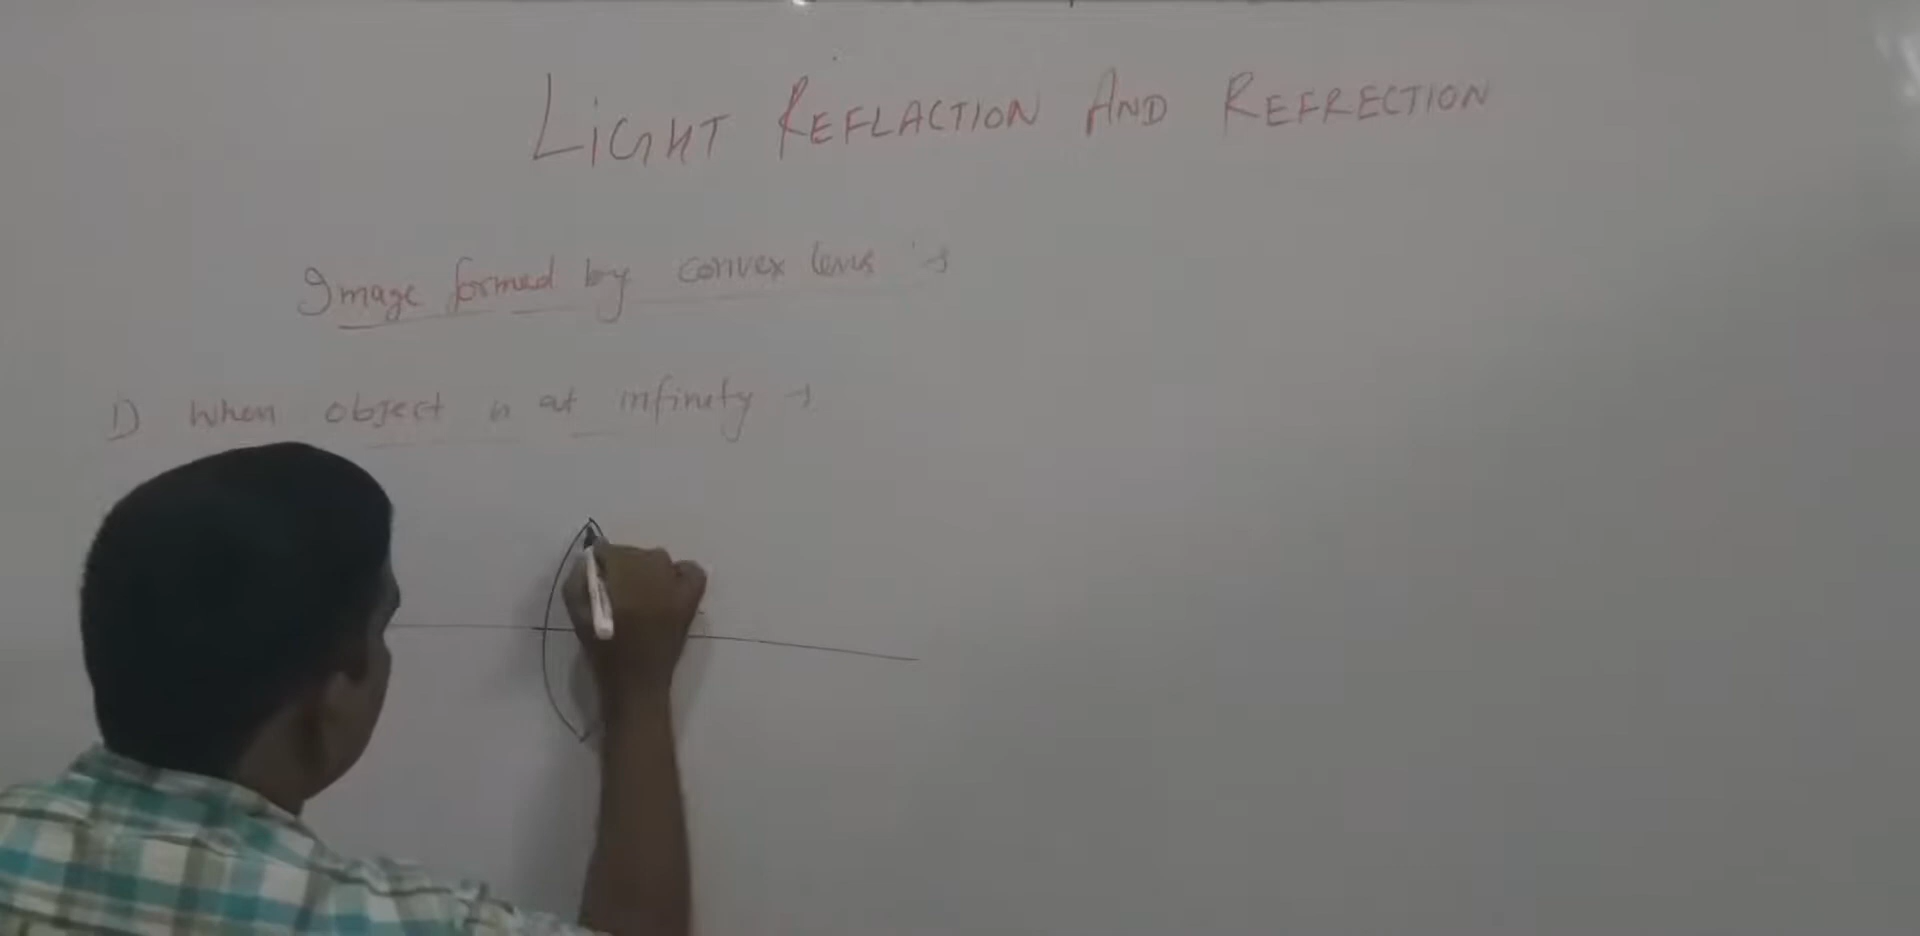 LIGHT REFLACTION AND REFRECTION
Image formed by convex lens :→
1) When object is at infinity →